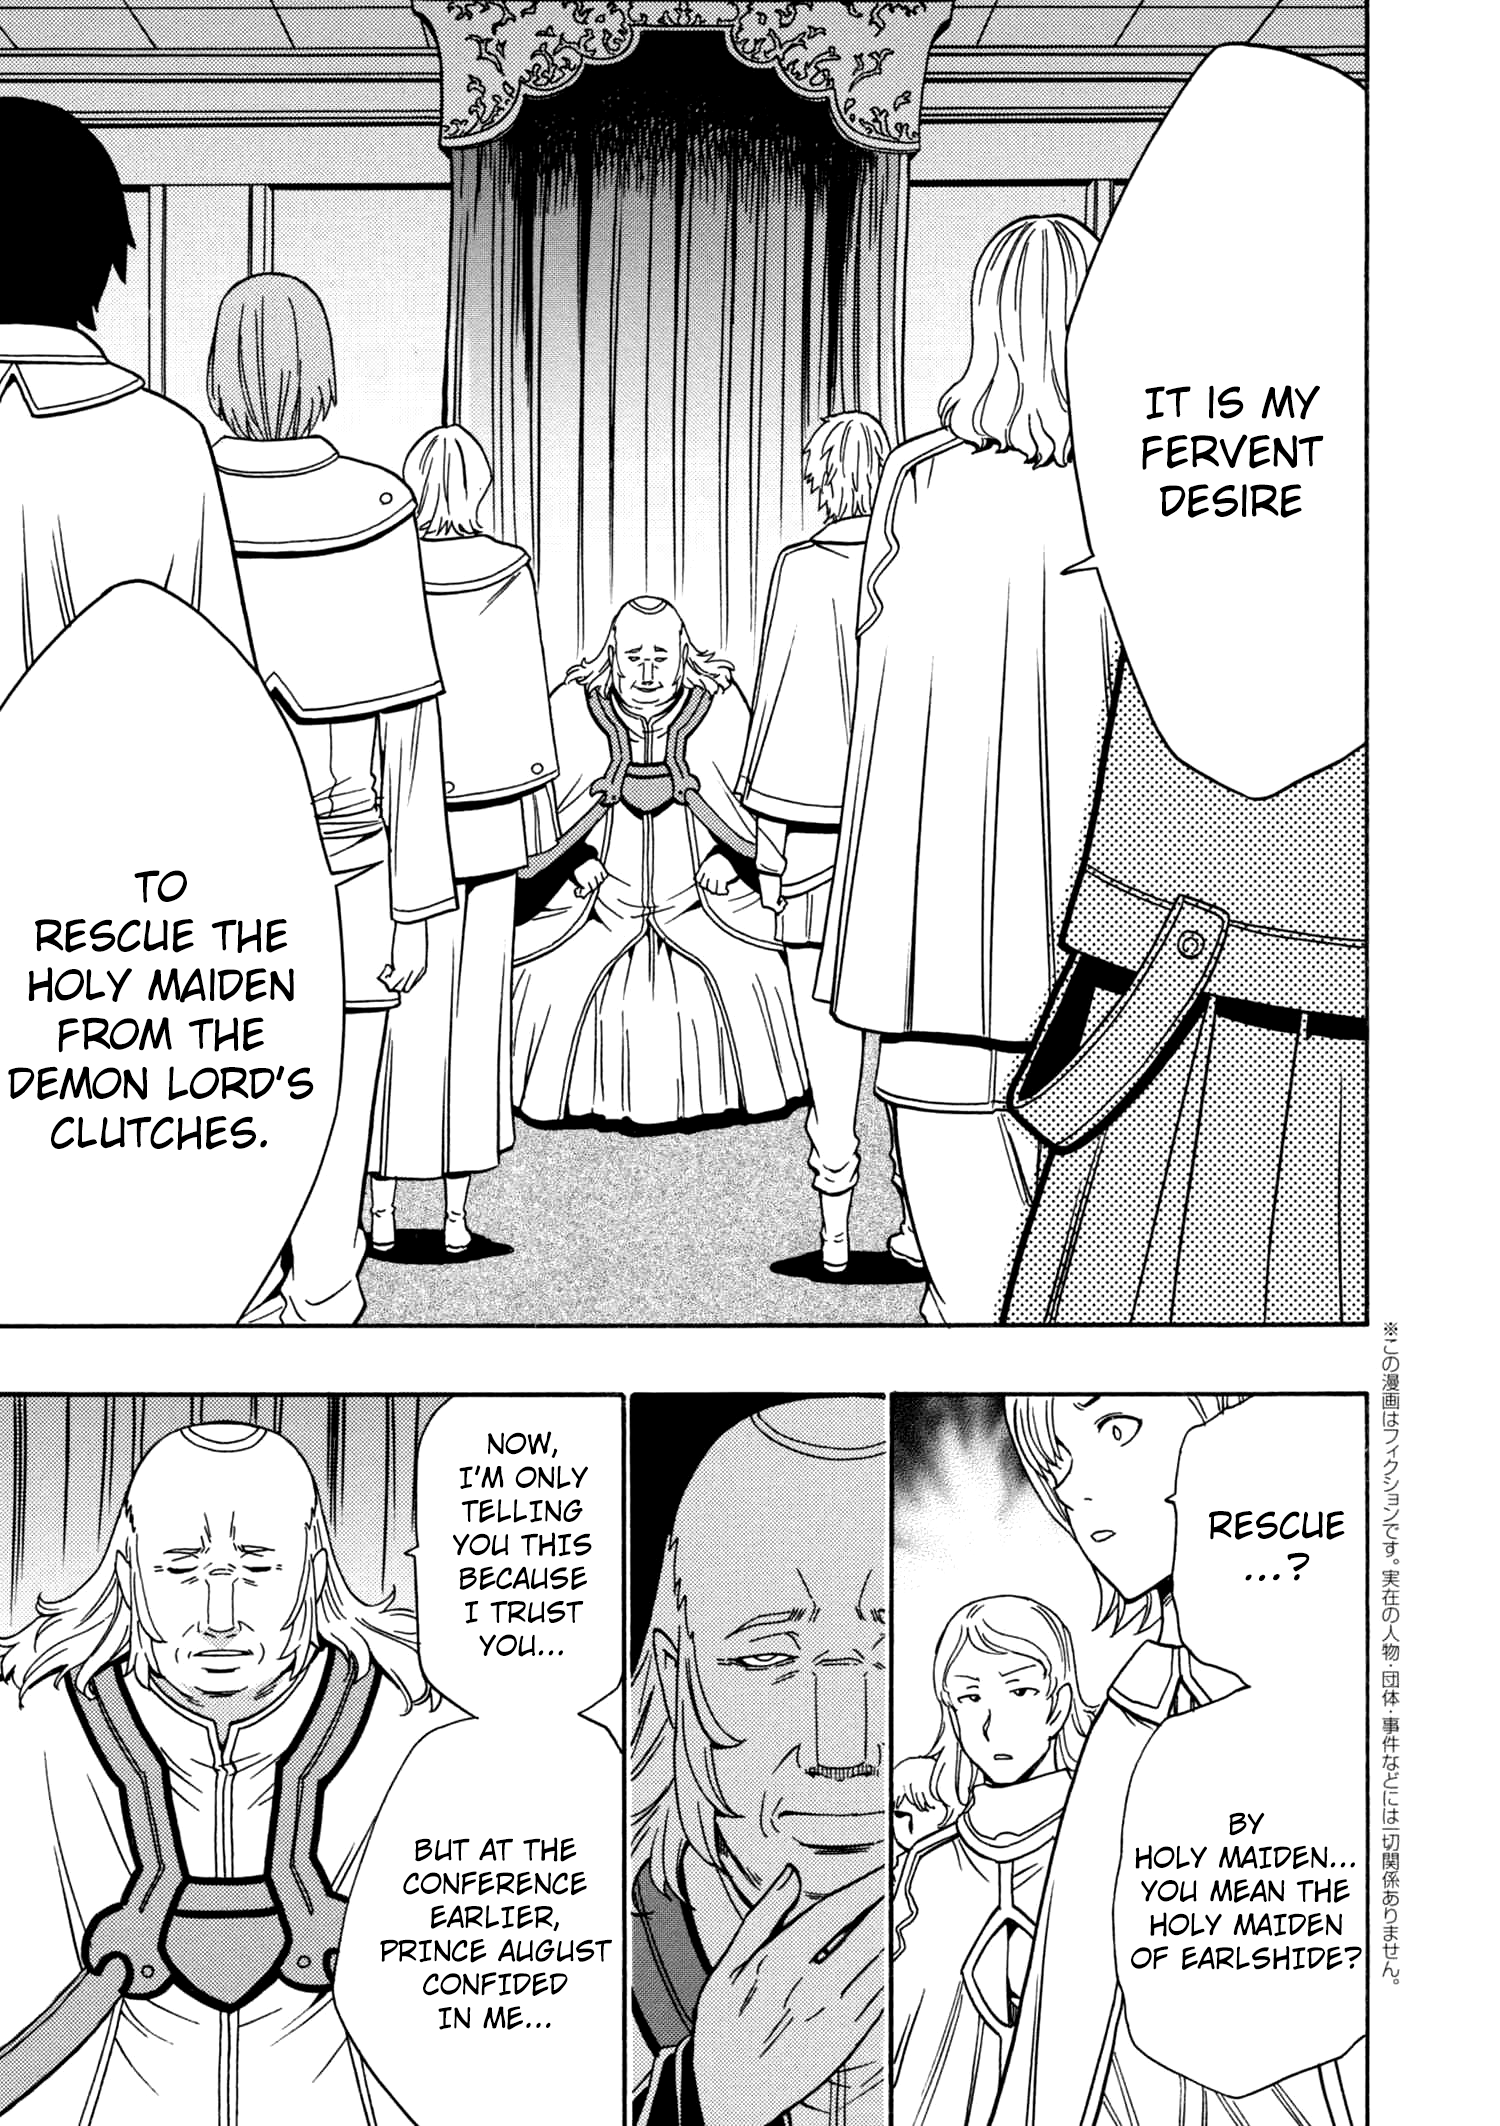 IT IS MY
FERVENT
DESIRE
TO
RESCUE THE
HOLY MAIDEN
FROM THE
DEMON LORD'S
CLUTCHES.
※この漫画はフィクションです。実在の人物・団体・事件などには一切関係ありません。
RESCUE
...?
BY
HOLY MAIDEN...
YOU MEAN THE
HOLY MAIDEN
OF EARLSHIDE?
NOW,
I'M ONLY
TELLING
YOU THIS
BECAUSE
I TRUST
YOU...
BUT AT THE
CONFERENCE
EARLIER,
PRINCE AUGUST
CONFIDED
IN ME...